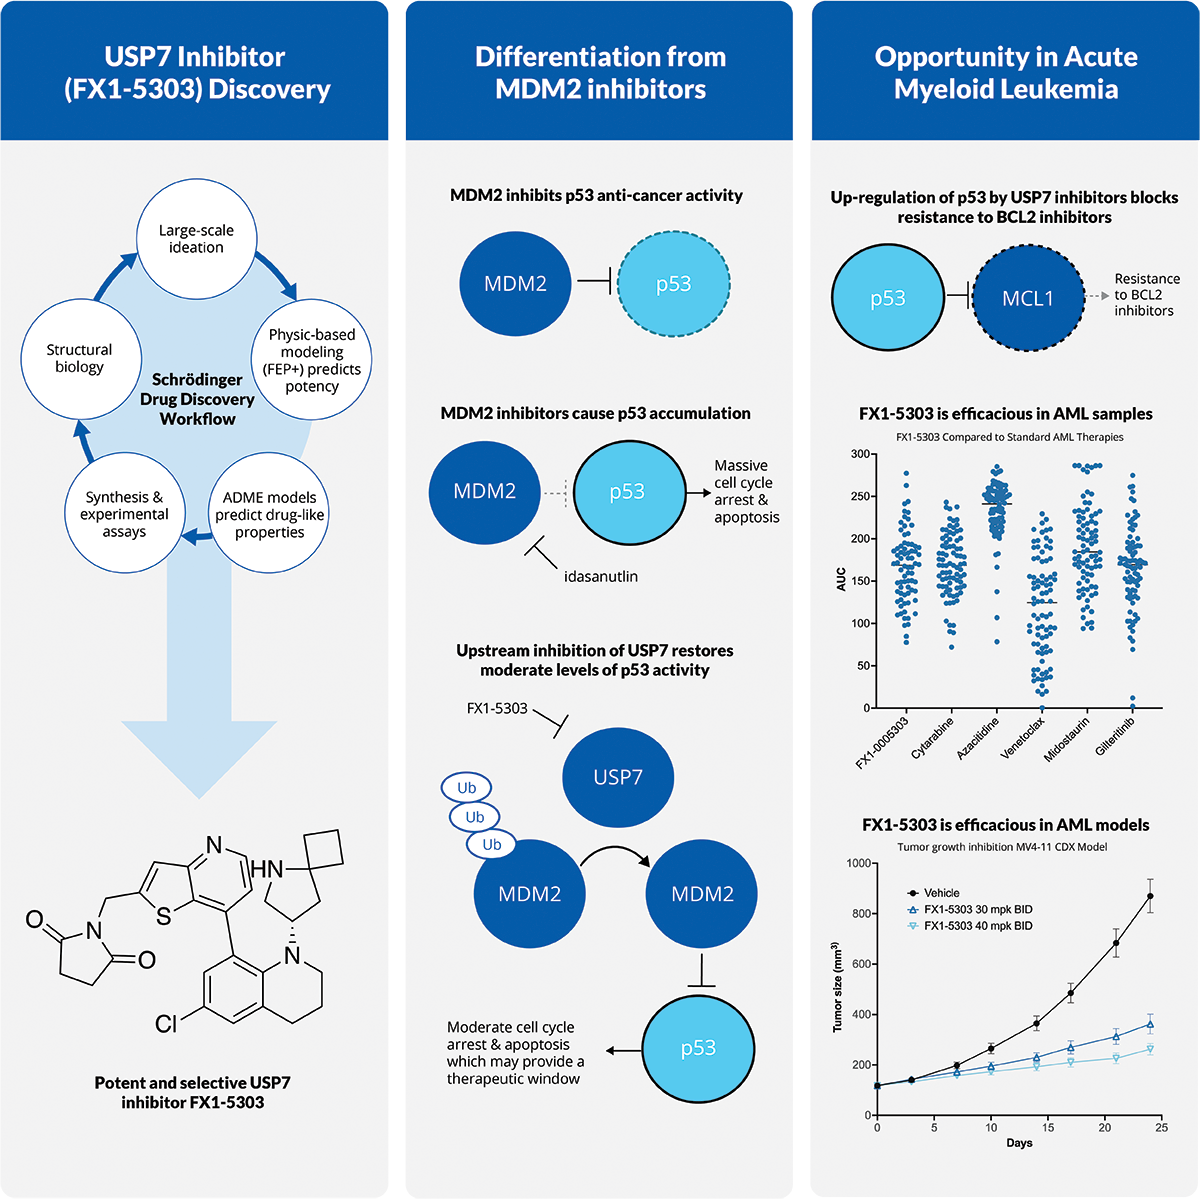 USP7 Inhibitor
(FX1-5303) Discovery
Large-scale
ideation
Physic-based
modeling
(FEP+) predicts
potency
Structural
biology
Schrödinger
Drug Discovery
Workflow
Synthesis &
experimental
assays
ADME models
predict drug-like
properties
N
HN
S
O
N
O
N
Cl
Potent and selective USP7
inhibitor FX1-5303
Differentiation from
MDM2 inhibitors
MDM2 inhibits p53 anti-cancer activity
MDM2
p53
MDM2 inhibitors cause p53 accumulation
MDM2
p53
Massive
cell cycle
arrest &
apoptosis
idasanutlin
Upstream inhibition of USP7 restores
moderate levels of p53 activity
FX1-5303
USP7
Ub
Ub
Ub
MDM2
MDM2
Moderate cell cycle
arrest & apoptosis
which may provide a
therapeutic window
p53
Opportunity in Acute
Myeloid Leukemia
Up-regulation of p53 by USP7 inhibitors blocks
resistance to BCL2 inhibitors
p53
MCL1
Resistance
to BCL2
inhibitors
FX1-5303 is efficacious in AML samples
FX1-5303 Compared to Standard AML Therapies
300
250
200
150
100
50
0
AUC
FX1-0005303
Cytarabine
Azacitidine
Venetoclax
Midostaurin
Gilteritinib
FX1-5303 is efficacious in AML models
Tumor growth inhibition MV4-11 CDX Model
1000
800
600
400
200
0
Tumor size (mm³)
Vehicle
FX1-5303 30 mpk BID
FX1-5303 40 mpk BID
0 5 10 15 20 25
Days